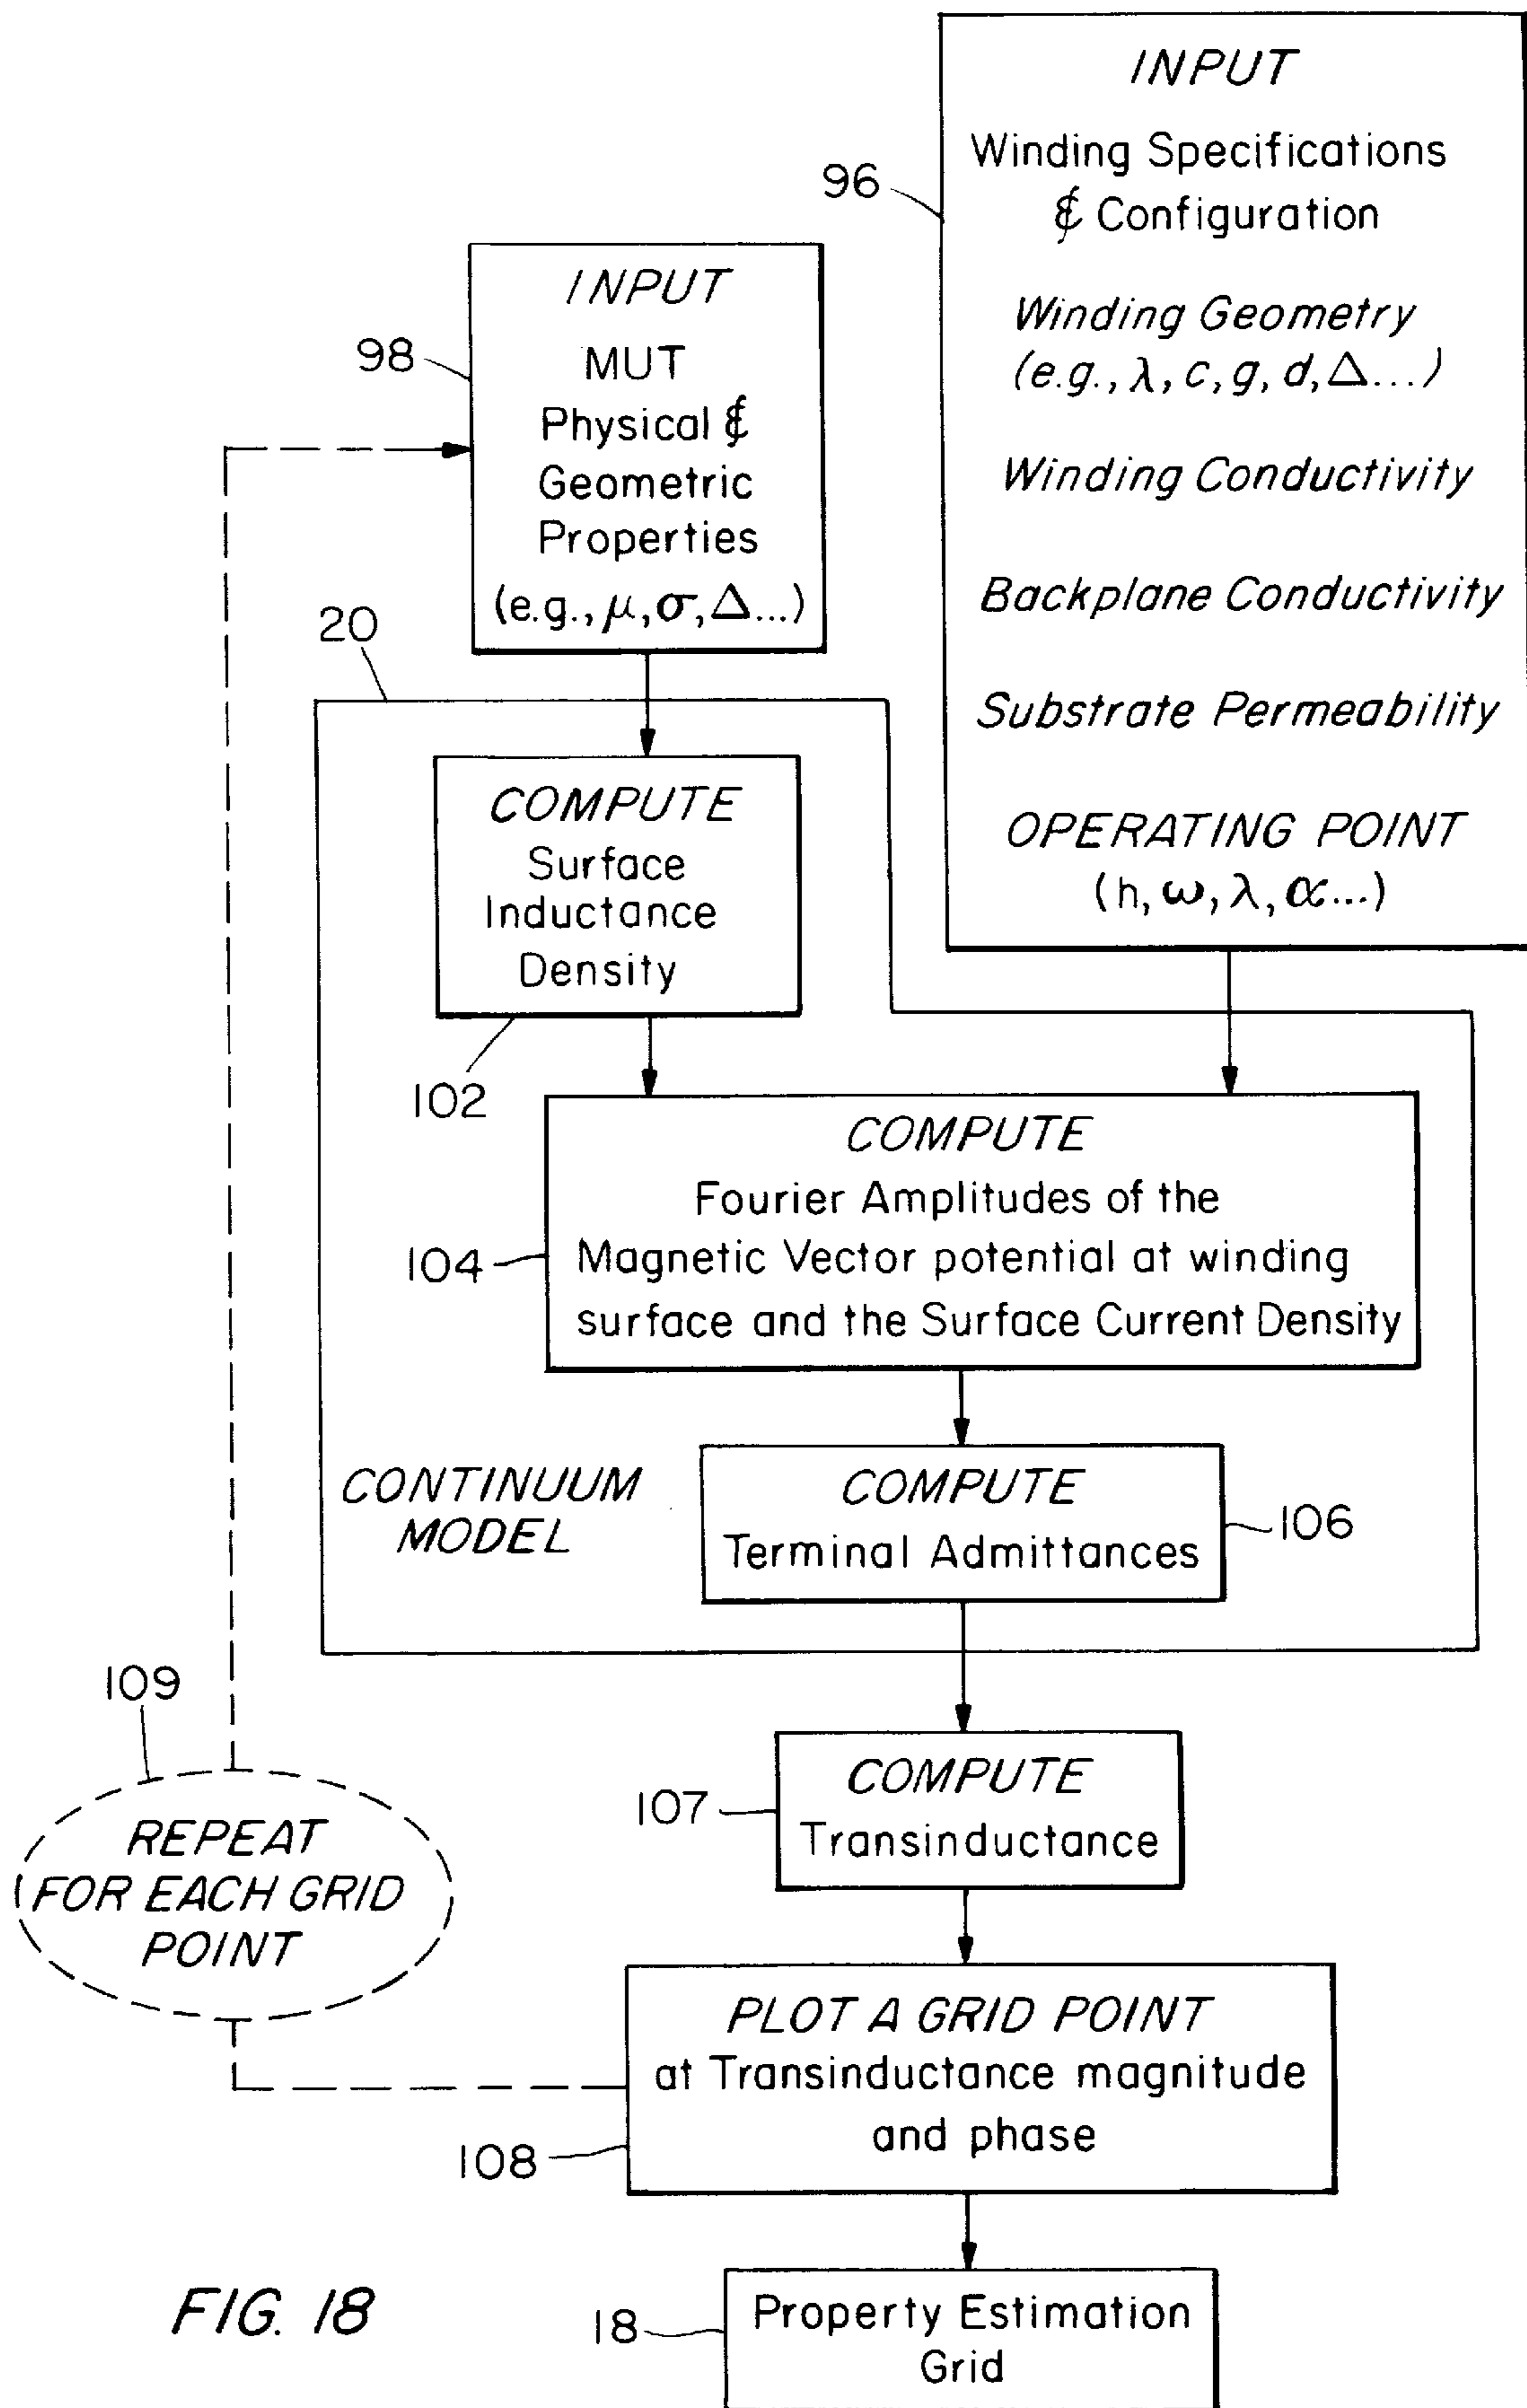 INPUT
Winding Specifications
& Configuration
Winding Geometry
(e.g., λ, c, g, d, Δ...)
Winding Conductivity
Backplane Conductivity
Substrate Permeability
OPERATING POINT
(h, ω, λ, α...)
96
INPUT
MUT
Physical &
Geometric
Properties
(e.g., μ, σ, Δ...)
98
20
COMPUTE
Surface
Inductance
Density
102
COMPUTE
Fourier Amplitudes of the
Magnetic Vector potential at winding
surface and the Surface Current Density
104
CONTINUUM
MODEL
COMPUTE
Terminal Admittances
106
COMPUTE
Transinductance
107
109
REPEAT
FOR EACH GRID
POINT
PLOT A GRID POINT
at Transinductance magnitude
and phase
108
Property Estimation
Grid
18
FIG. 18